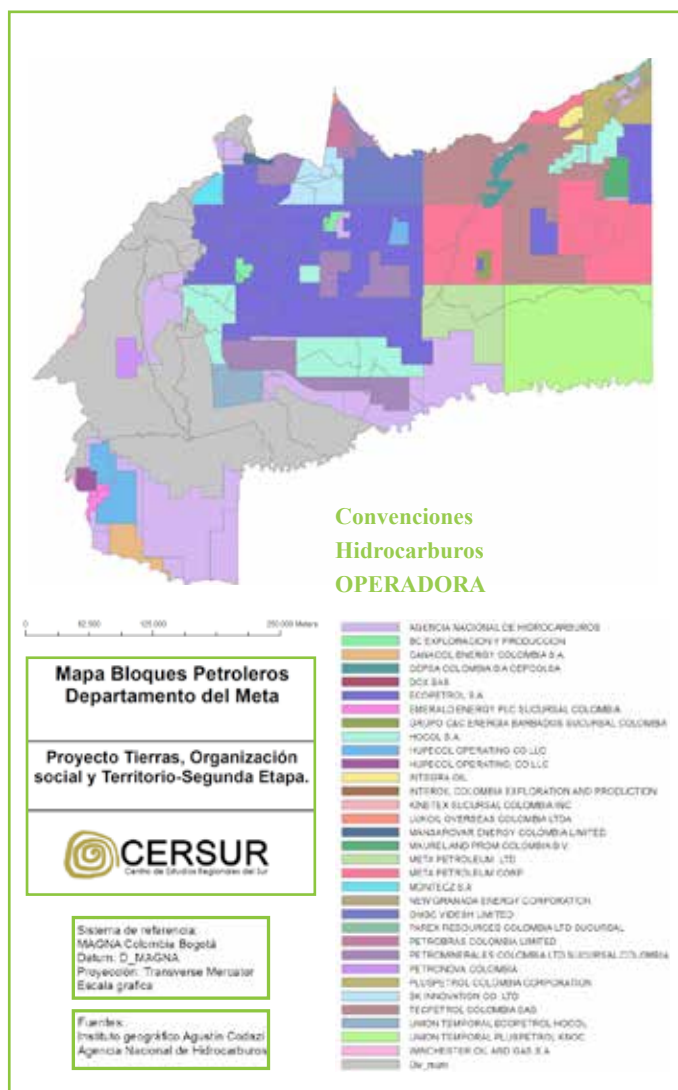 Convenciones
Hidrocarburos
OPERADORA
0 62.500 125.000 250.000 Meters
Mapa Bloques Petroleros
Departamento del Meta
Proyecto Tierras, Organización
social y Territorio-Segunda Etapa.
CERSUR
Centro de Estudios Regionales del Sur
Sistema de referencia:
MAGNA Colombia Bogotá
Datum: D_MAGNA
Proyección: Transverse Mercator
Escala grafica
Fuentes:
Instituto geográfico Agustín Codazi
Agencia Nacional de Hidrocarburos
AGENCIA NACIONAL DE HIDROCARBUROS
BC EXPLORACION Y PRODUCCION
CANACOL ENERGY COLOMBIA S.A.
CEPSA COLOMBIA S.A CEPCOLSA
DCX SAS
ECOPETROL S.A.
EMERALD ENERGY PLC SUCURSAL COLOMBIA
GRUPO C&C ENERGIA BARBADOS SUCURSAL COLOMBIA
HOCOL S.A.
HUPECOL OPERATING CO LLC
HUPECOL OPERATING, CO LLC
INTEGRA OIL
INTEROIL COLOMBIA EXPLORATION AND PRODUCTION
KINETEX SUCURSAL COLOMBIA INC
LUKOIL OVERSEAS COLOMBIA LTDA
MANSAROVAR ENERGY COLOMBIA LIMITED
MAUREL AND PROM COLOMBIA B.V.
META PETROLEUM LTD
META PETROLEUM CORP
MONTECZ S.A
NEW GRANADA ENERGY CORPORATION
ONGC VIDESH LIMITED
PAREX RESOURCES COLOMBIA LTD SUCURSAL
PETROBRAS COLOMBIA LIMITED
PETROMINERALES COLOMBIA LTD SUCURSAL COLOMBIA
PETRONOVA COLOMBIA
PLUSPETROL COLOMBIA CORPORATION
SK INNOVATION CO. LTD
TECPETROL COLOMBIA SAS
UNION TEMPORAL ECOPETROL HOCOL
UNION TEMPORAL PLUSPETROL KNOC
WINCHESTER OIL AND GAS S.A